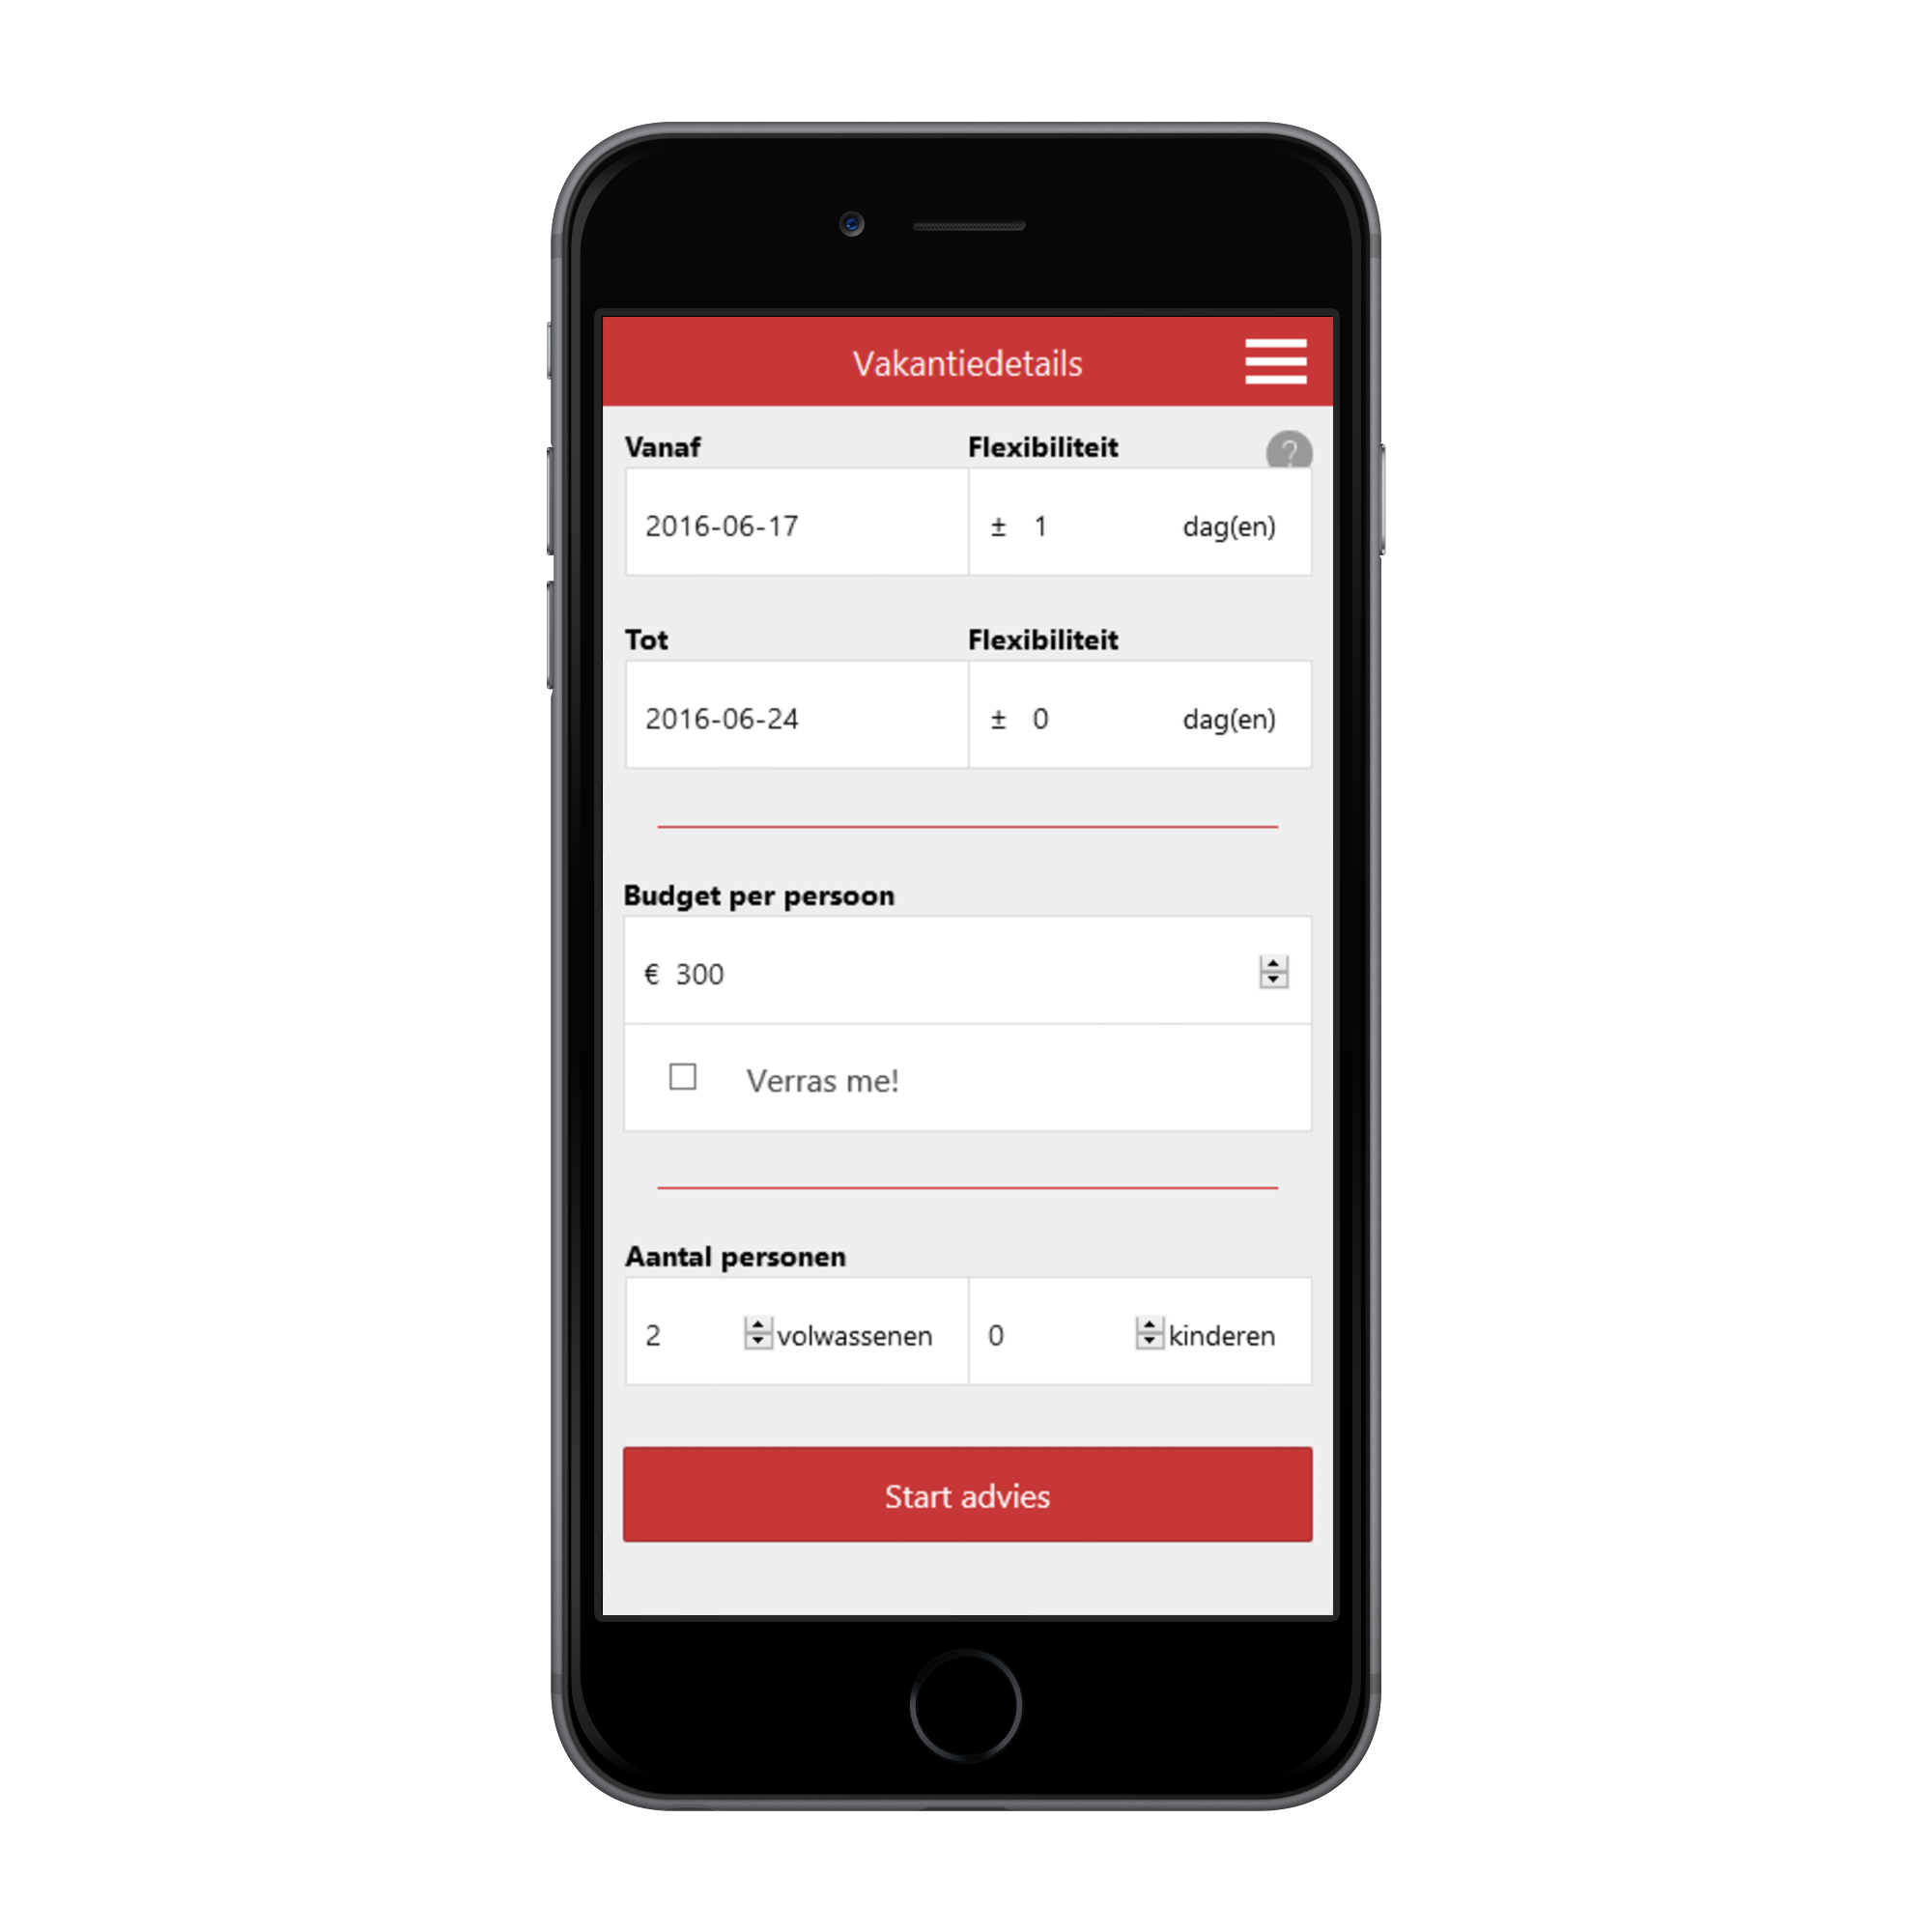 Vakantiedetails
Vanaf Flexibiliteit ?
2016-06-17 ± 1 dag(en)
Tot Flexibiliteit
2016-06-24 ± 0 dag(en)
Budget per persoon
€ 300
Verras me!
Aantal personen
2 volwassenen 0 kinderen
Start advies